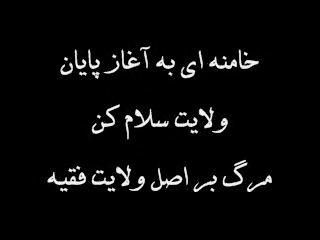 خامنه ای به آغاز پایان
ولایت سلام کن
مرگ بر اصل ولایت فقیه